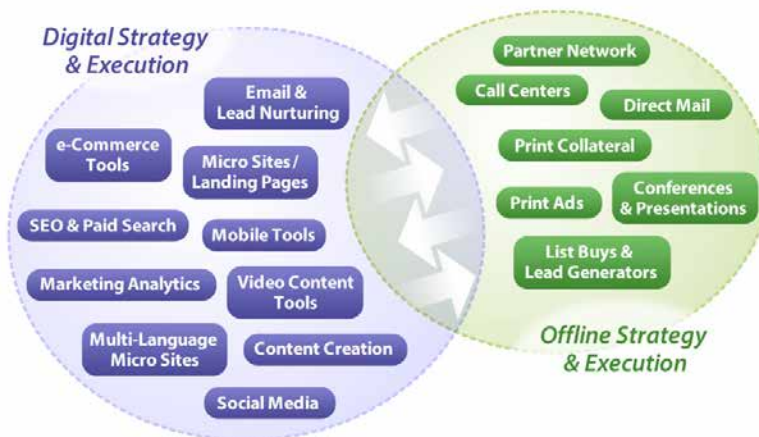 Digital Strategy
& Execution
Email &
Lead Nurturing
e-Commerce
Tools
Micro Sites/
Landing Pages
SEO & Paid Search
Mobile Tools
Marketing Analytics
Video Content
Tools
Multi-Language
Micro Sites
Content Creation
Social Media
Partner Network
Call Centers
Direct Mail
Print Collateral
Print Ads
Conferences
& Presentations
List Buys &
Lead Generators
Offline Strategy
& Execution